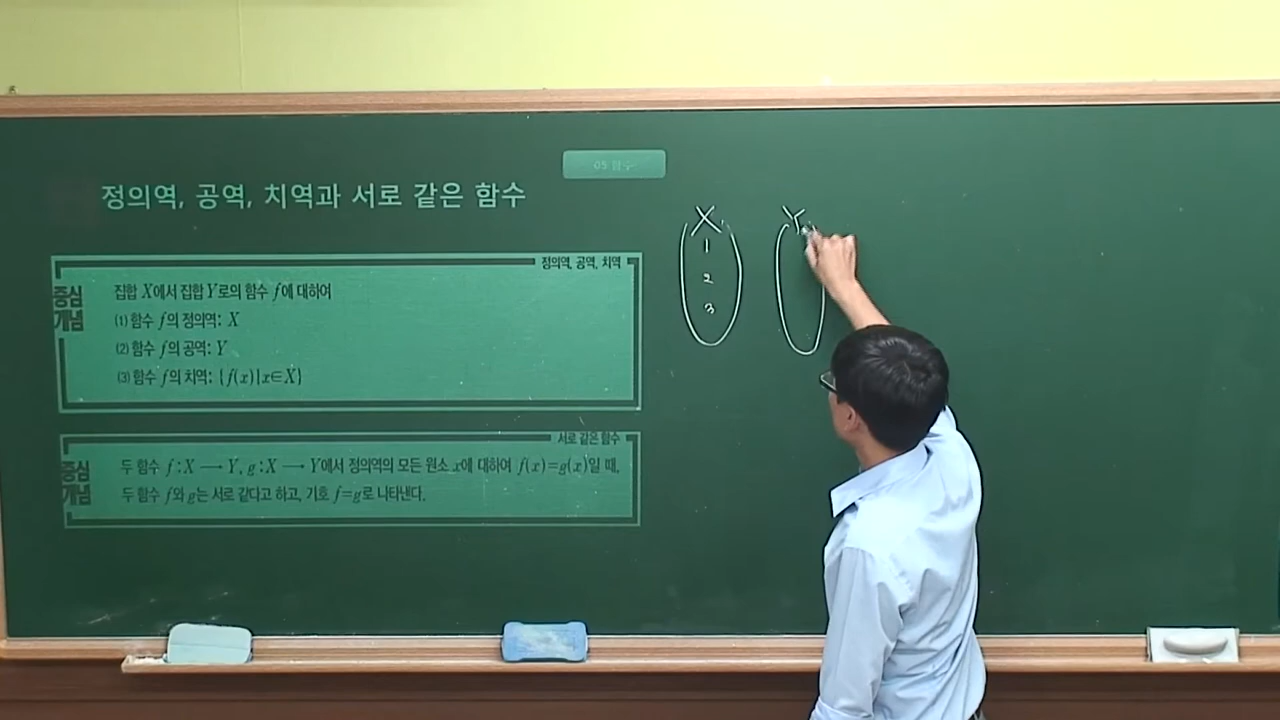 05 함수
정의역, 공역, 치역과 서로 같은 함수
정의역, 공역, 치역
중심
개념
집합 X에서 집합 Y로의 함수 f에 대하여
(1) 함수 f의 정의역: X
(2) 함수 f의 공역: Y
(3) 함수 f의 치역: {f(x)|x∈X}
서로 같은 함수
중심
개념
두 함수 f:X → Y, g:X → Y에서 정의역의 모든 원소 x에 대하여 f(x)=g(x)일 때,
두 함수 f와 g는 서로 같다고 하고, 기호 f=g로 나타낸다.
X
1
2
3
Y